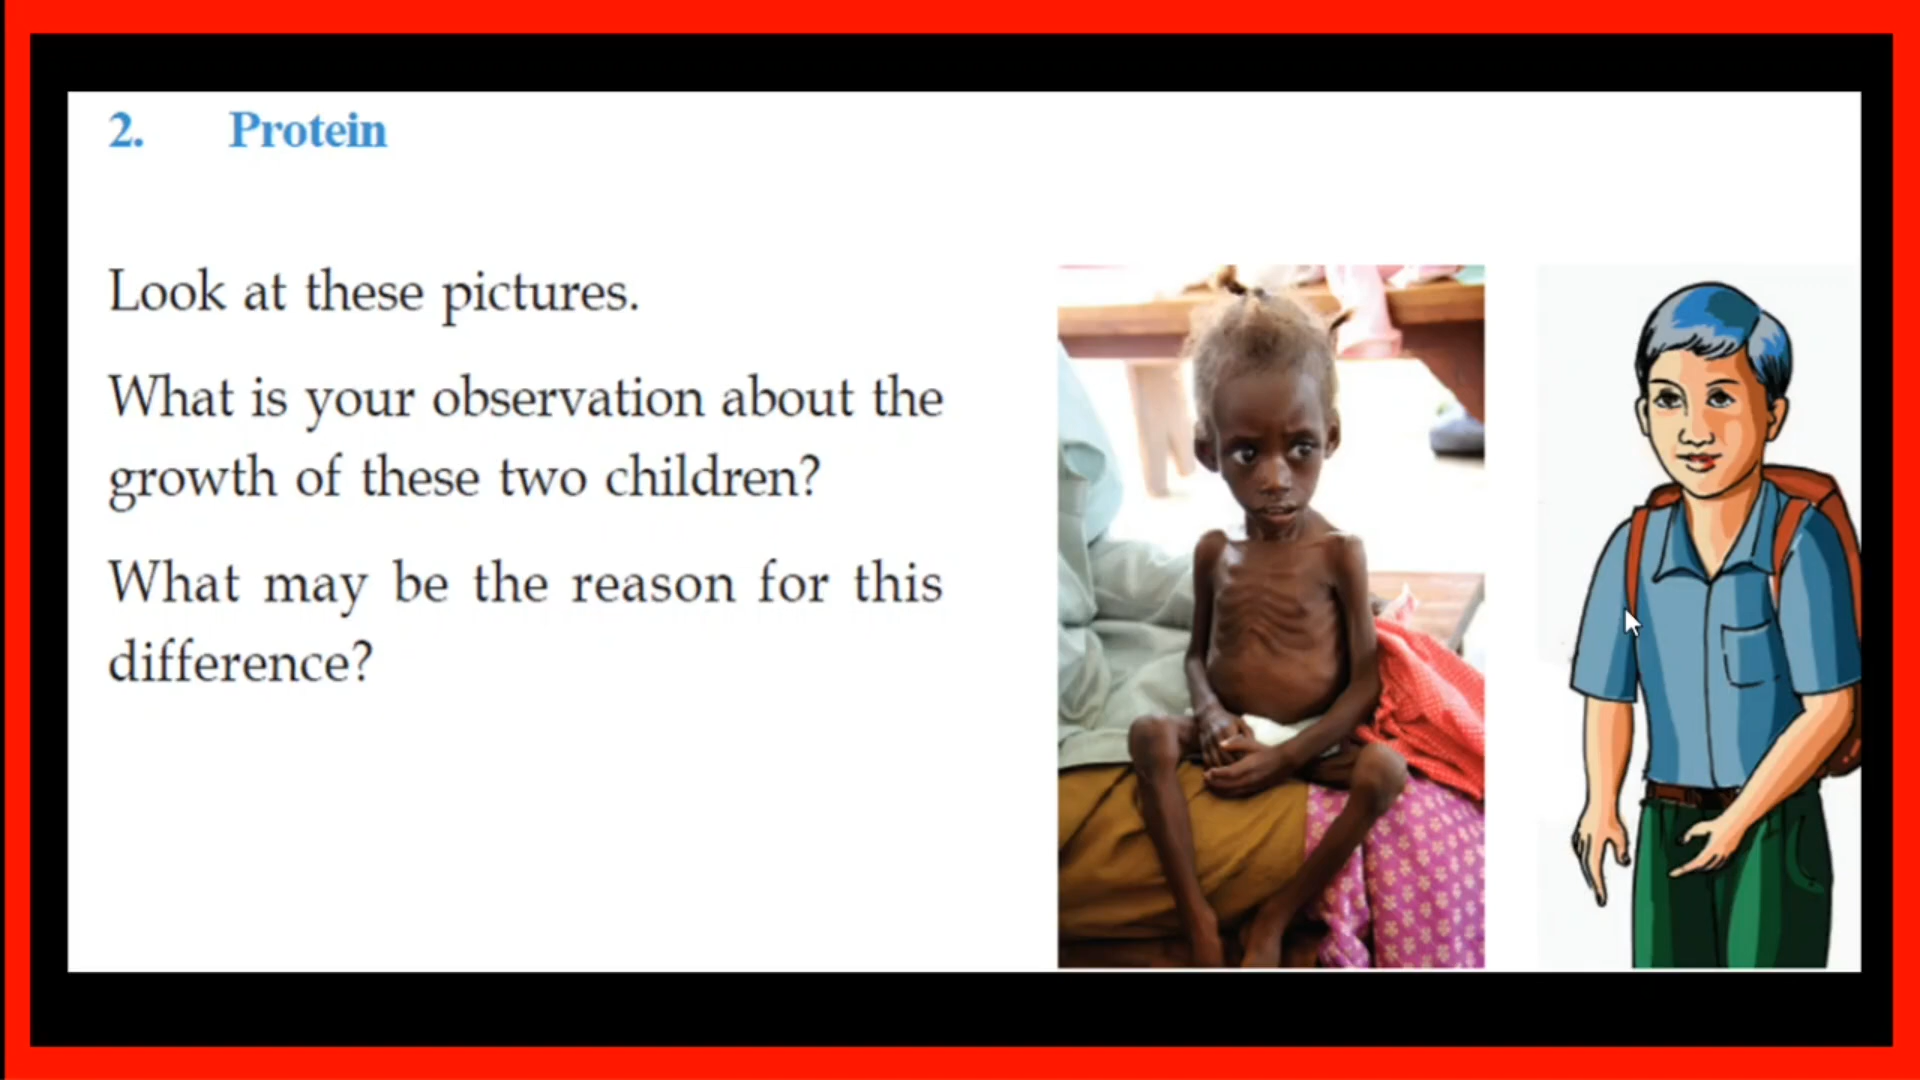 2. Protein
Look at these pictures.
What is your observation about the
growth of these two children?
What may be the reason for this
difference?